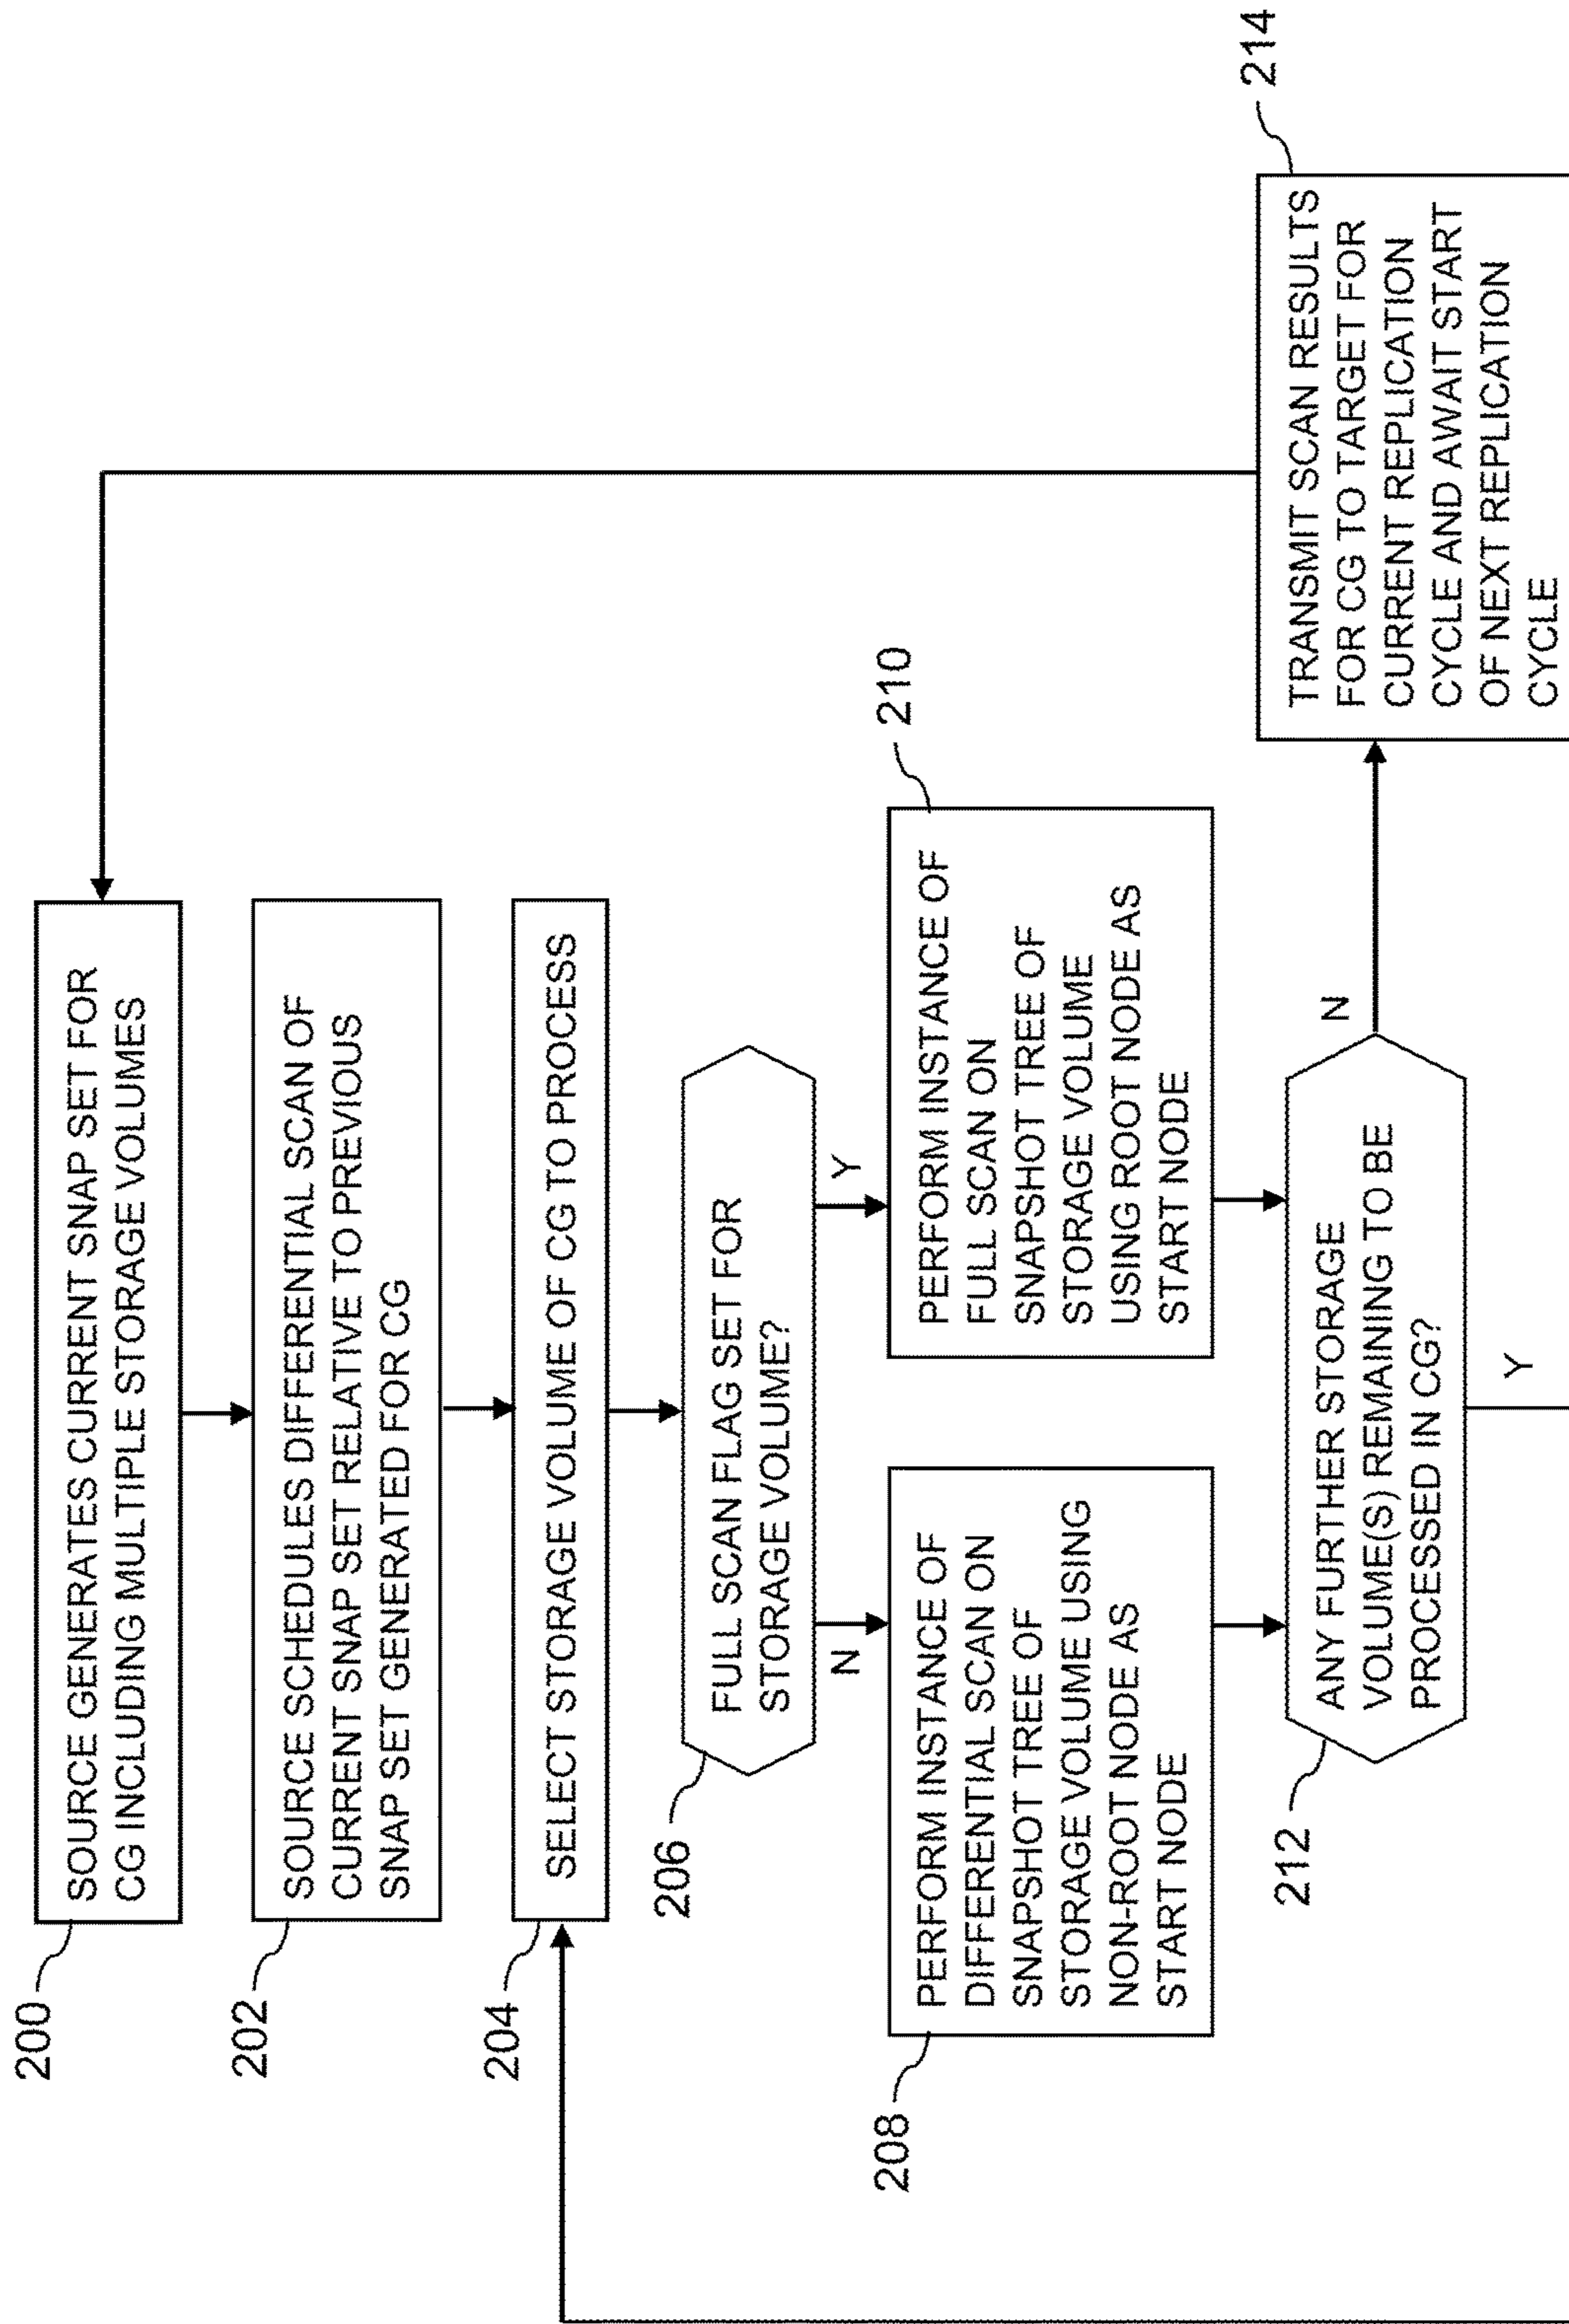 200
SOURCE GENERATES CURRENT SNAP SET FOR
CG INCLUDING MULTIPLE STORAGE VOLUMES
202
SOURCE SCHEDULES DIFFERENTIAL SCAN OF
CURRENT SNAP SET RELATIVE TO PREVIOUS
SNAP SET GENERATED FOR CG
204
SELECT STORAGE VOLUME OF CG TO PROCESS
206
FULL SCAN FLAG SET FOR
STORAGE VOLUME?
N
Y
208
PERFORM INSTANCE OF
DIFFERENTIAL SCAN ON
SNAPSHOT TREE OF
STORAGE VOLUME USING
NON-ROOT NODE AS
START NODE
210
PERFORM INSTANCE OF
FULL SCAN ON
SNAPSHOT TREE OF
STORAGE VOLUME
USING ROOT NODE AS
START NODE
212
ANY FURTHER STORAGE
VOLUME(S) REMAINING TO BE
PROCESSED IN CG?
N
Y
214
TRANSMIT SCAN RESULTS
FOR CG TO TARGET FOR
CURRENT REPLICATION
CYCLE AND AWAIT START
OF NEXT REPLICATION
CYCLE